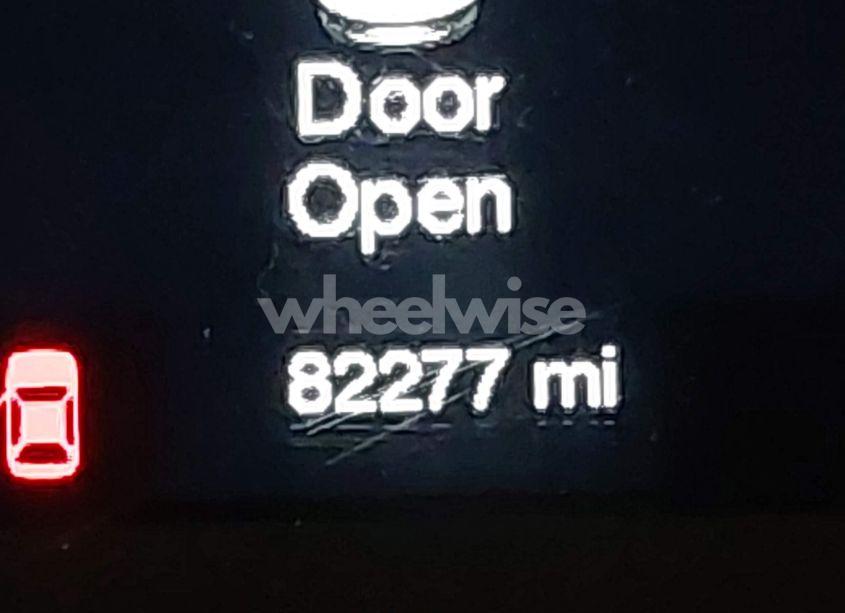 Door
Open
wheelwise
82277 mi